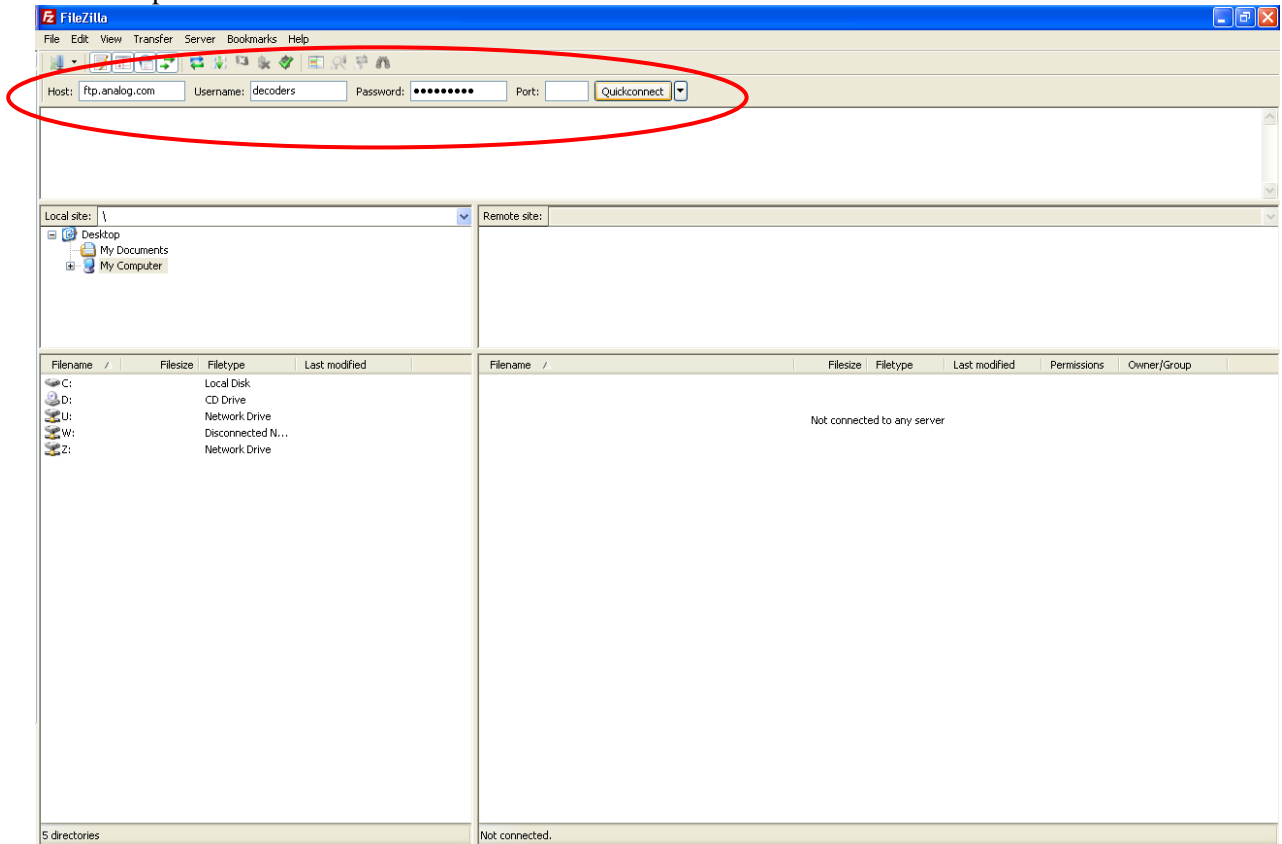 FileZilla
File Edit View Transfer Server Bookmarks Help
Host: ftp.analog.com Username: decoders Password: ●●●●●●●●● Port: Quickconnect
Local site: \
Remote site:
Desktop
My Documents
My Computer
Filename / Filesize Filetype Last modified
Filename / Filesize Filetype Last modified Permissions Owner/Group
C: Local Disk
D: CD Drive
U: Network Drive
W: Disconnected N...
Z: Network Drive
Not connected to any server
5 directories
Not connected.